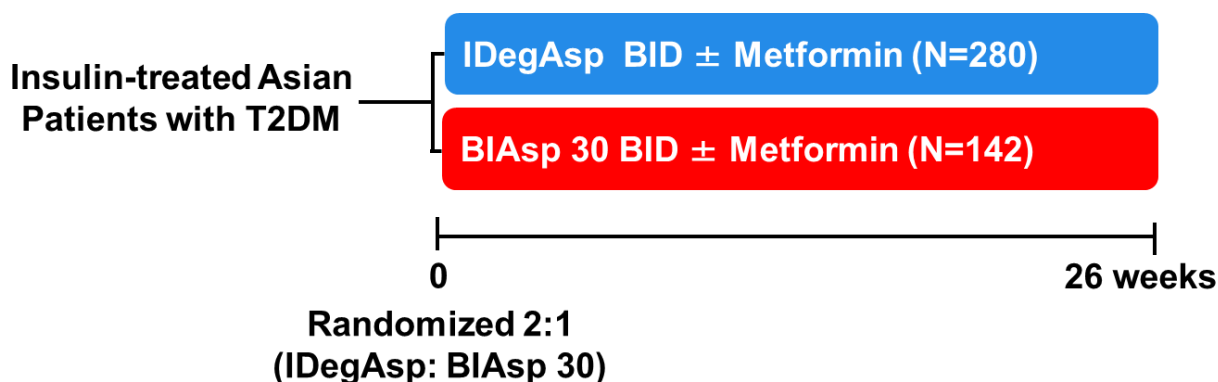 Insulin-treated Asian
Patients with T2DM
IDegAsp  BID ± Metformin (N=280)
BIAsp 30 BID ± Metformin (N=142)
0
26 weeks
Randomized 2:1
(IDegAsp: BIAsp 30)